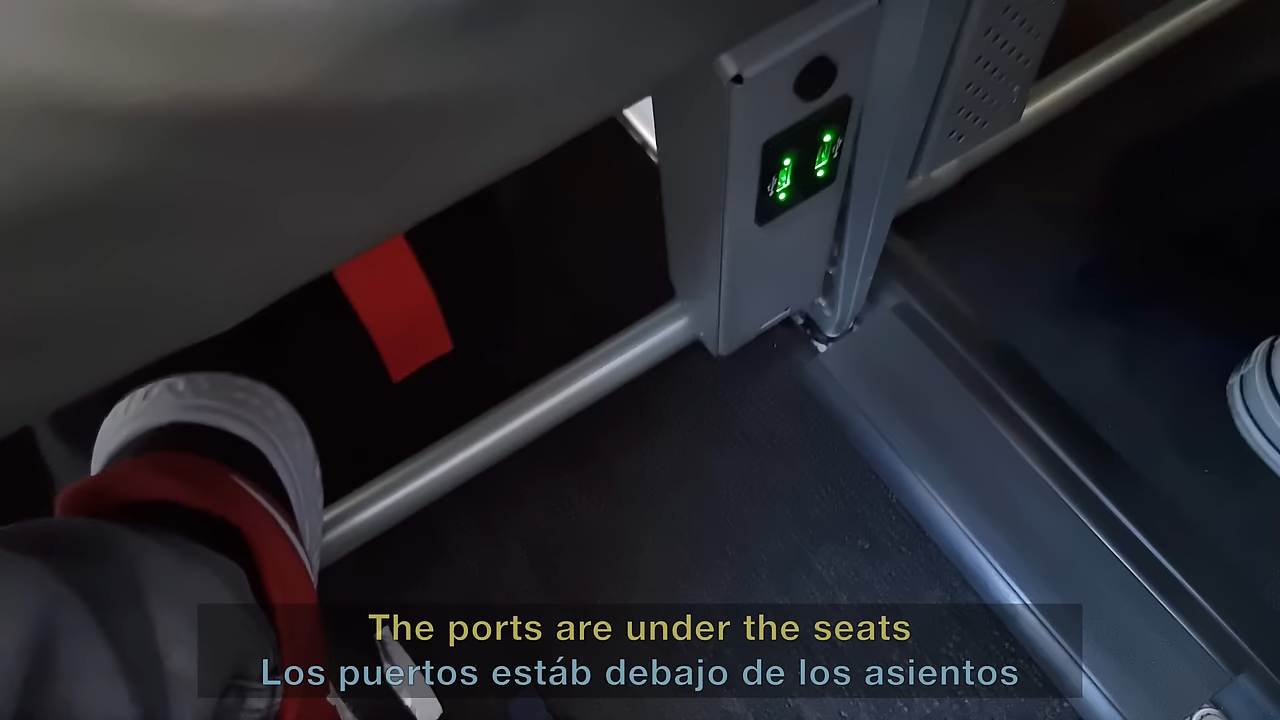 The ports are under the seats
Los puertos estáb debajo de los asientos